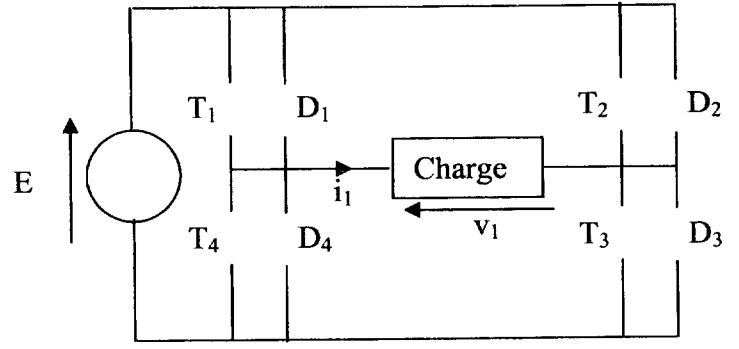 T₁ D₁ T₂ D₂
E i₁ Charge
v₁
T₄ D₄ T₃ D₃